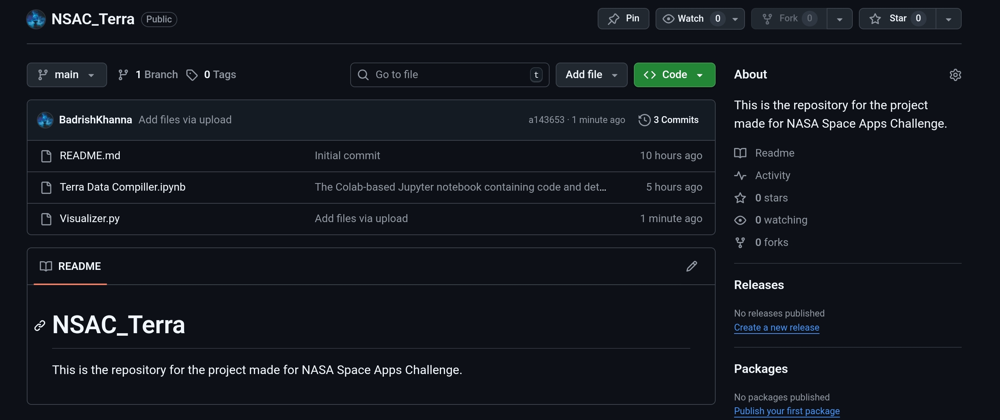 NSAC_Terra Public Pin Watch 0 Fork 0 Star 0
main 1 Branch 0 Tags Go to file t Add file Code
BadrishKhanna Add files via upload a143653 · 1 minute ago 3 Commits
README.md Initial commit 10 hours ago
Terra Data Compiller.ipynb The Colab-based Jupyter notebook containing code and det... 5 hours ago
Visualizer.py Add files via upload 1 minute ago
README
NSAC_Terra
This is the repository for the project made for NASA Space Apps Challenge.
About
This is the repository for the project
made for NASA Space Apps Challenge.
Readme
Activity
0 stars
0 watching
0 forks
Releases
No releases published
Create a new release
Packages
No packages published
Publish your first package